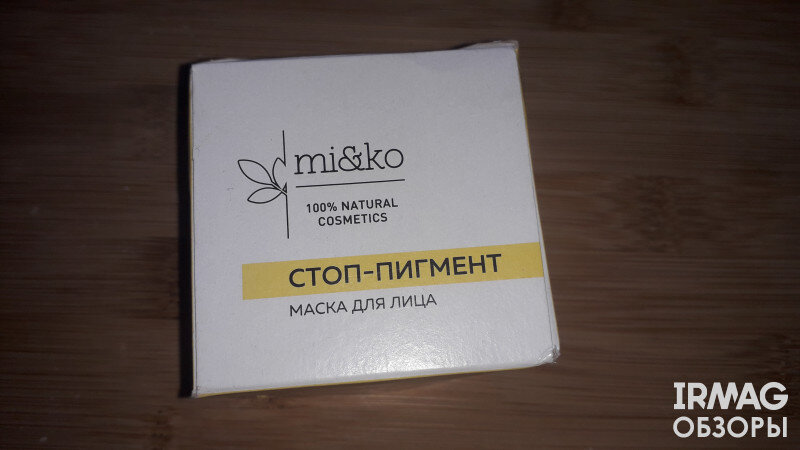 mi&ko
100% NATURAL
COSMETICS
СТОП-ПИГМЕНТ
МАСКА ДЛЯ ЛИЦА
IRMAG
ОБЗОРЫ